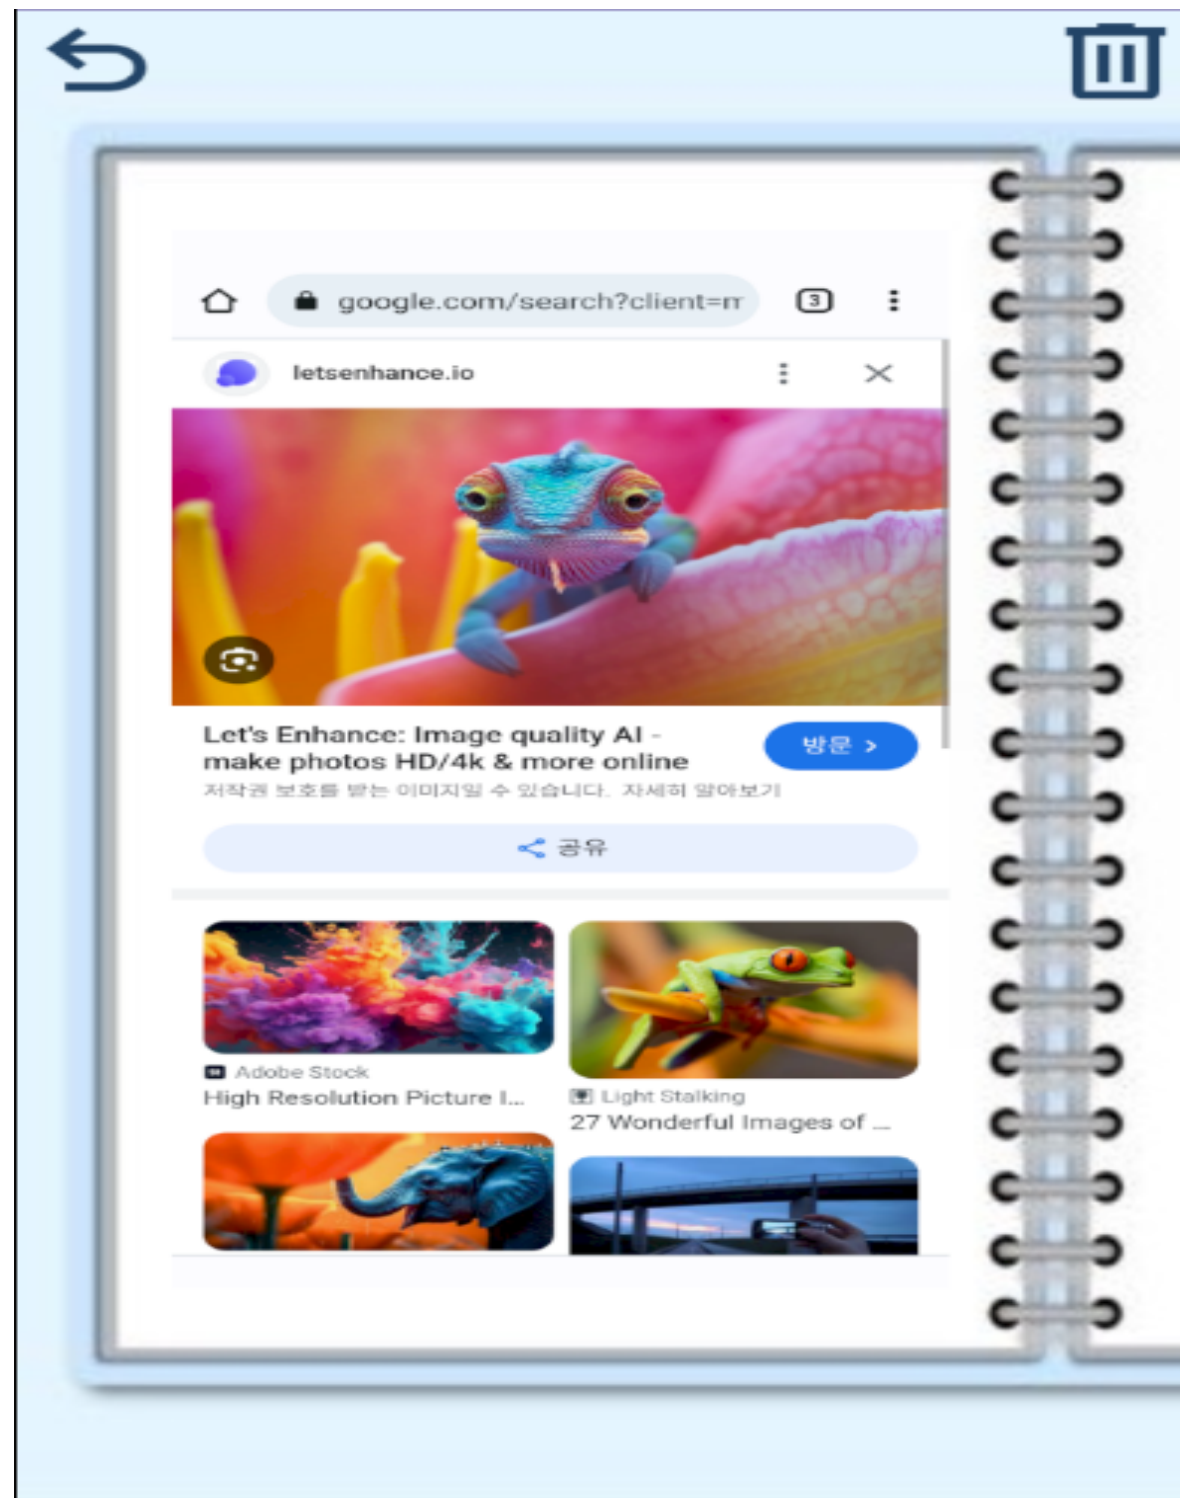 google.com/search?client=m
3
letsenhance.io
Let's Enhance: Image quality AI -
make photos HD/4k & more online
방문 >
저작권 보호를 받는 이미지일 수 있습니다. 자세히 알아보기
공유
Adobe Stock
High Resolution Picture I...
Light Stalking
27 Wonderful Images of ...